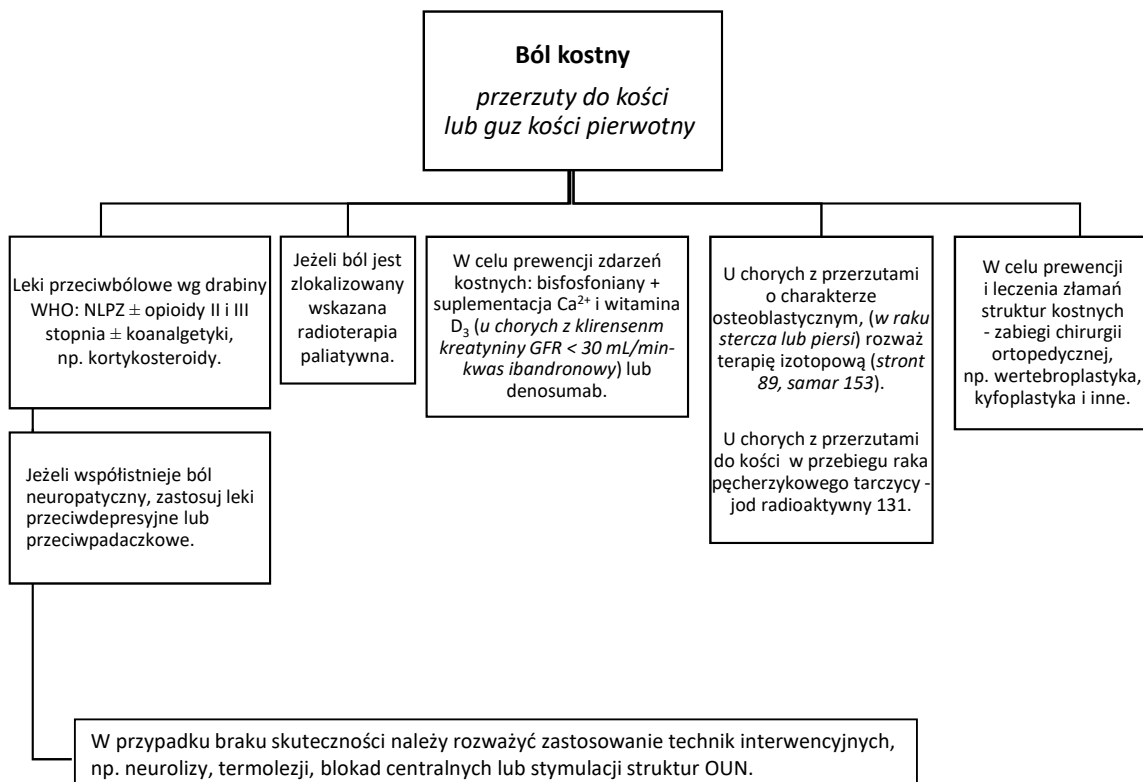 Ból kostny
przerzuty do kości
lub guz kości pierwotny
Leki przeciwbólowe wg drabiny
WHO: NLPZ ± opioidy II i III
stopnia ± koanalgetyki,
np. kortykosteroidy.
Jeżeli ból jest
zlokalizowany
wskazana
radioterapia
paliatywna.
W celu prewencji zdarzeń
kostnych: bisfosfoniany +
suplementacja Ca²⁺ i witamina
D₃ (u chorych z klirensenm
kreatyniny GFR < 30 mL/min-
kwas ibandronowy) lub
denosumab.
U chorych z przerzutami
o charakterze
osteoblastycznym, (w raku
stercza lub piersi) rozważ
terapię izotopową (stront
89, samar 153).
U chorych z przerzutami
do kości w przebiegu raka
pęcherzykowego tarczycy -
jod radioaktywny 131.
W celu prewencji
i leczenia złamań
struktur kostnych
- zabiegi chirurgii
ortopedycznej,
np. wertebroplastyka,
kyfoplastyka i inne.
Jeżeli współistnieje ból
neuropatyczny, zastosuj leki
przeciwdepresyjne lub
przeciwpadaczkowe.
W przypadku braku skuteczności należy rozważyć zastosowanie technik interwencyjnych,
np. neurolizy, termolezji, blokad centralnych lub stymulacji struktur OUN.